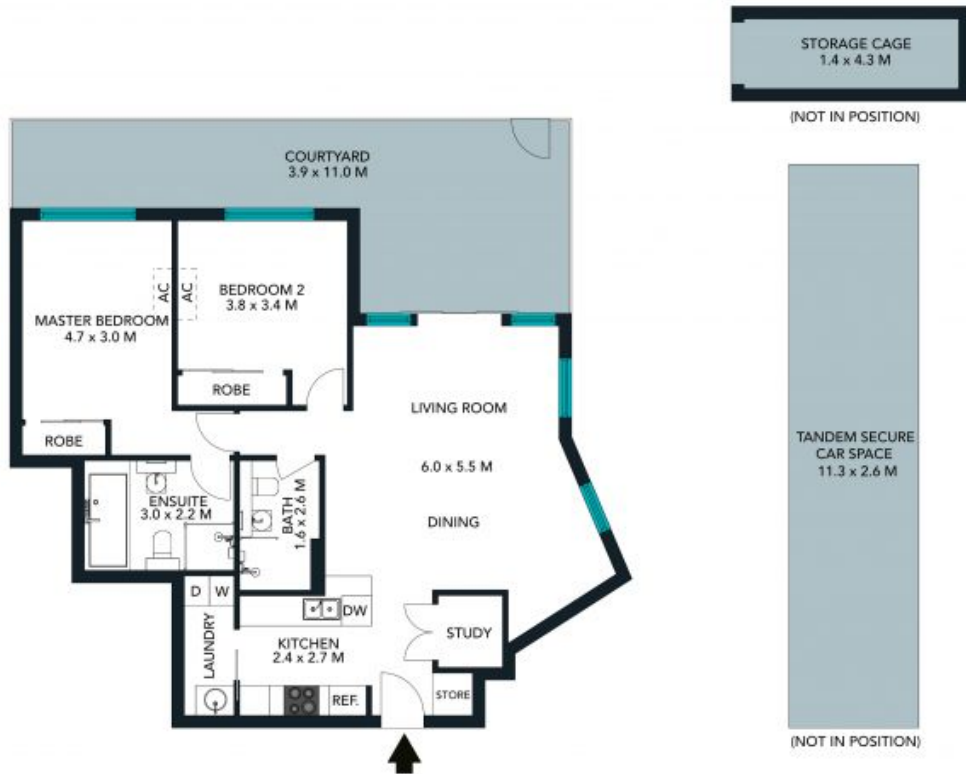 STORAGE CAGE
1.4 x 4.3 M
(NOT IN POSITION)
COURTYARD
3.9 x 11.0 M
AC
AC
BEDROOM 2
3.8 x 3.4 M
MASTER BEDROOM
4.7 x 3.0 M
ROBE
ROBE
LIVING ROOM
6.0 x 5.5 M
DINING
TANDEM SECURE
CAR SPACE
11.3 x 2.6 M
(NOT IN POSITION)
ENSUITE
3.0 x 2.2 M
BATH
1.6 x 2.6 M
D W
LAUNDRY
DW
KITCHEN
2.4 x 2.7 M
REF.
STUDY
STORE